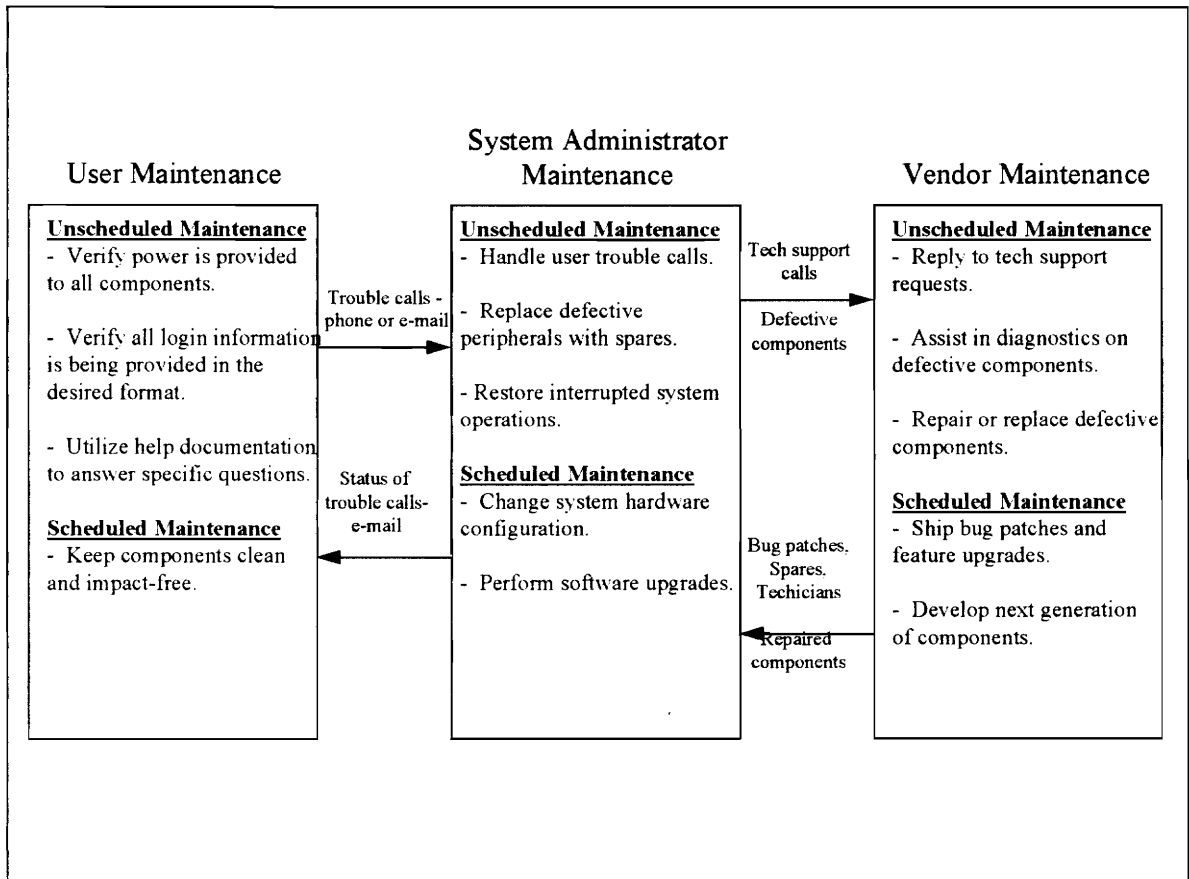 User Maintenance
Unscheduled Maintenance
- Verify power is provided
to all components.
- Verify all login information
is being provided in the
desired format.
- Utilize help documentation
to answer specific questions.
Scheduled Maintenance
- Keep components clean
and impact-free.
Trouble calls -
phone or e-mail
Status of
trouble calls-
e-mail
System Administrator
Maintenance
Unscheduled Maintenance
- Handle user trouble calls.
- Replace defective
peripherals with spares.
- Restore interrupted system
operations.
Scheduled Maintenance
- Change system hardware
configuration.
- Perform software upgrades.
Tech support
calls
Defective
components
Bug patches,
Spares,
Techicians
Repaired
components
Vendor Maintenance
Unscheduled Maintenance
- Reply to tech support
requests.
- Assist in diagnostics on
defective components.
- Repair or replace defective
components.
Scheduled Maintenance
- Ship bug patches and
feature upgrades.
- Develop next generation
of components.